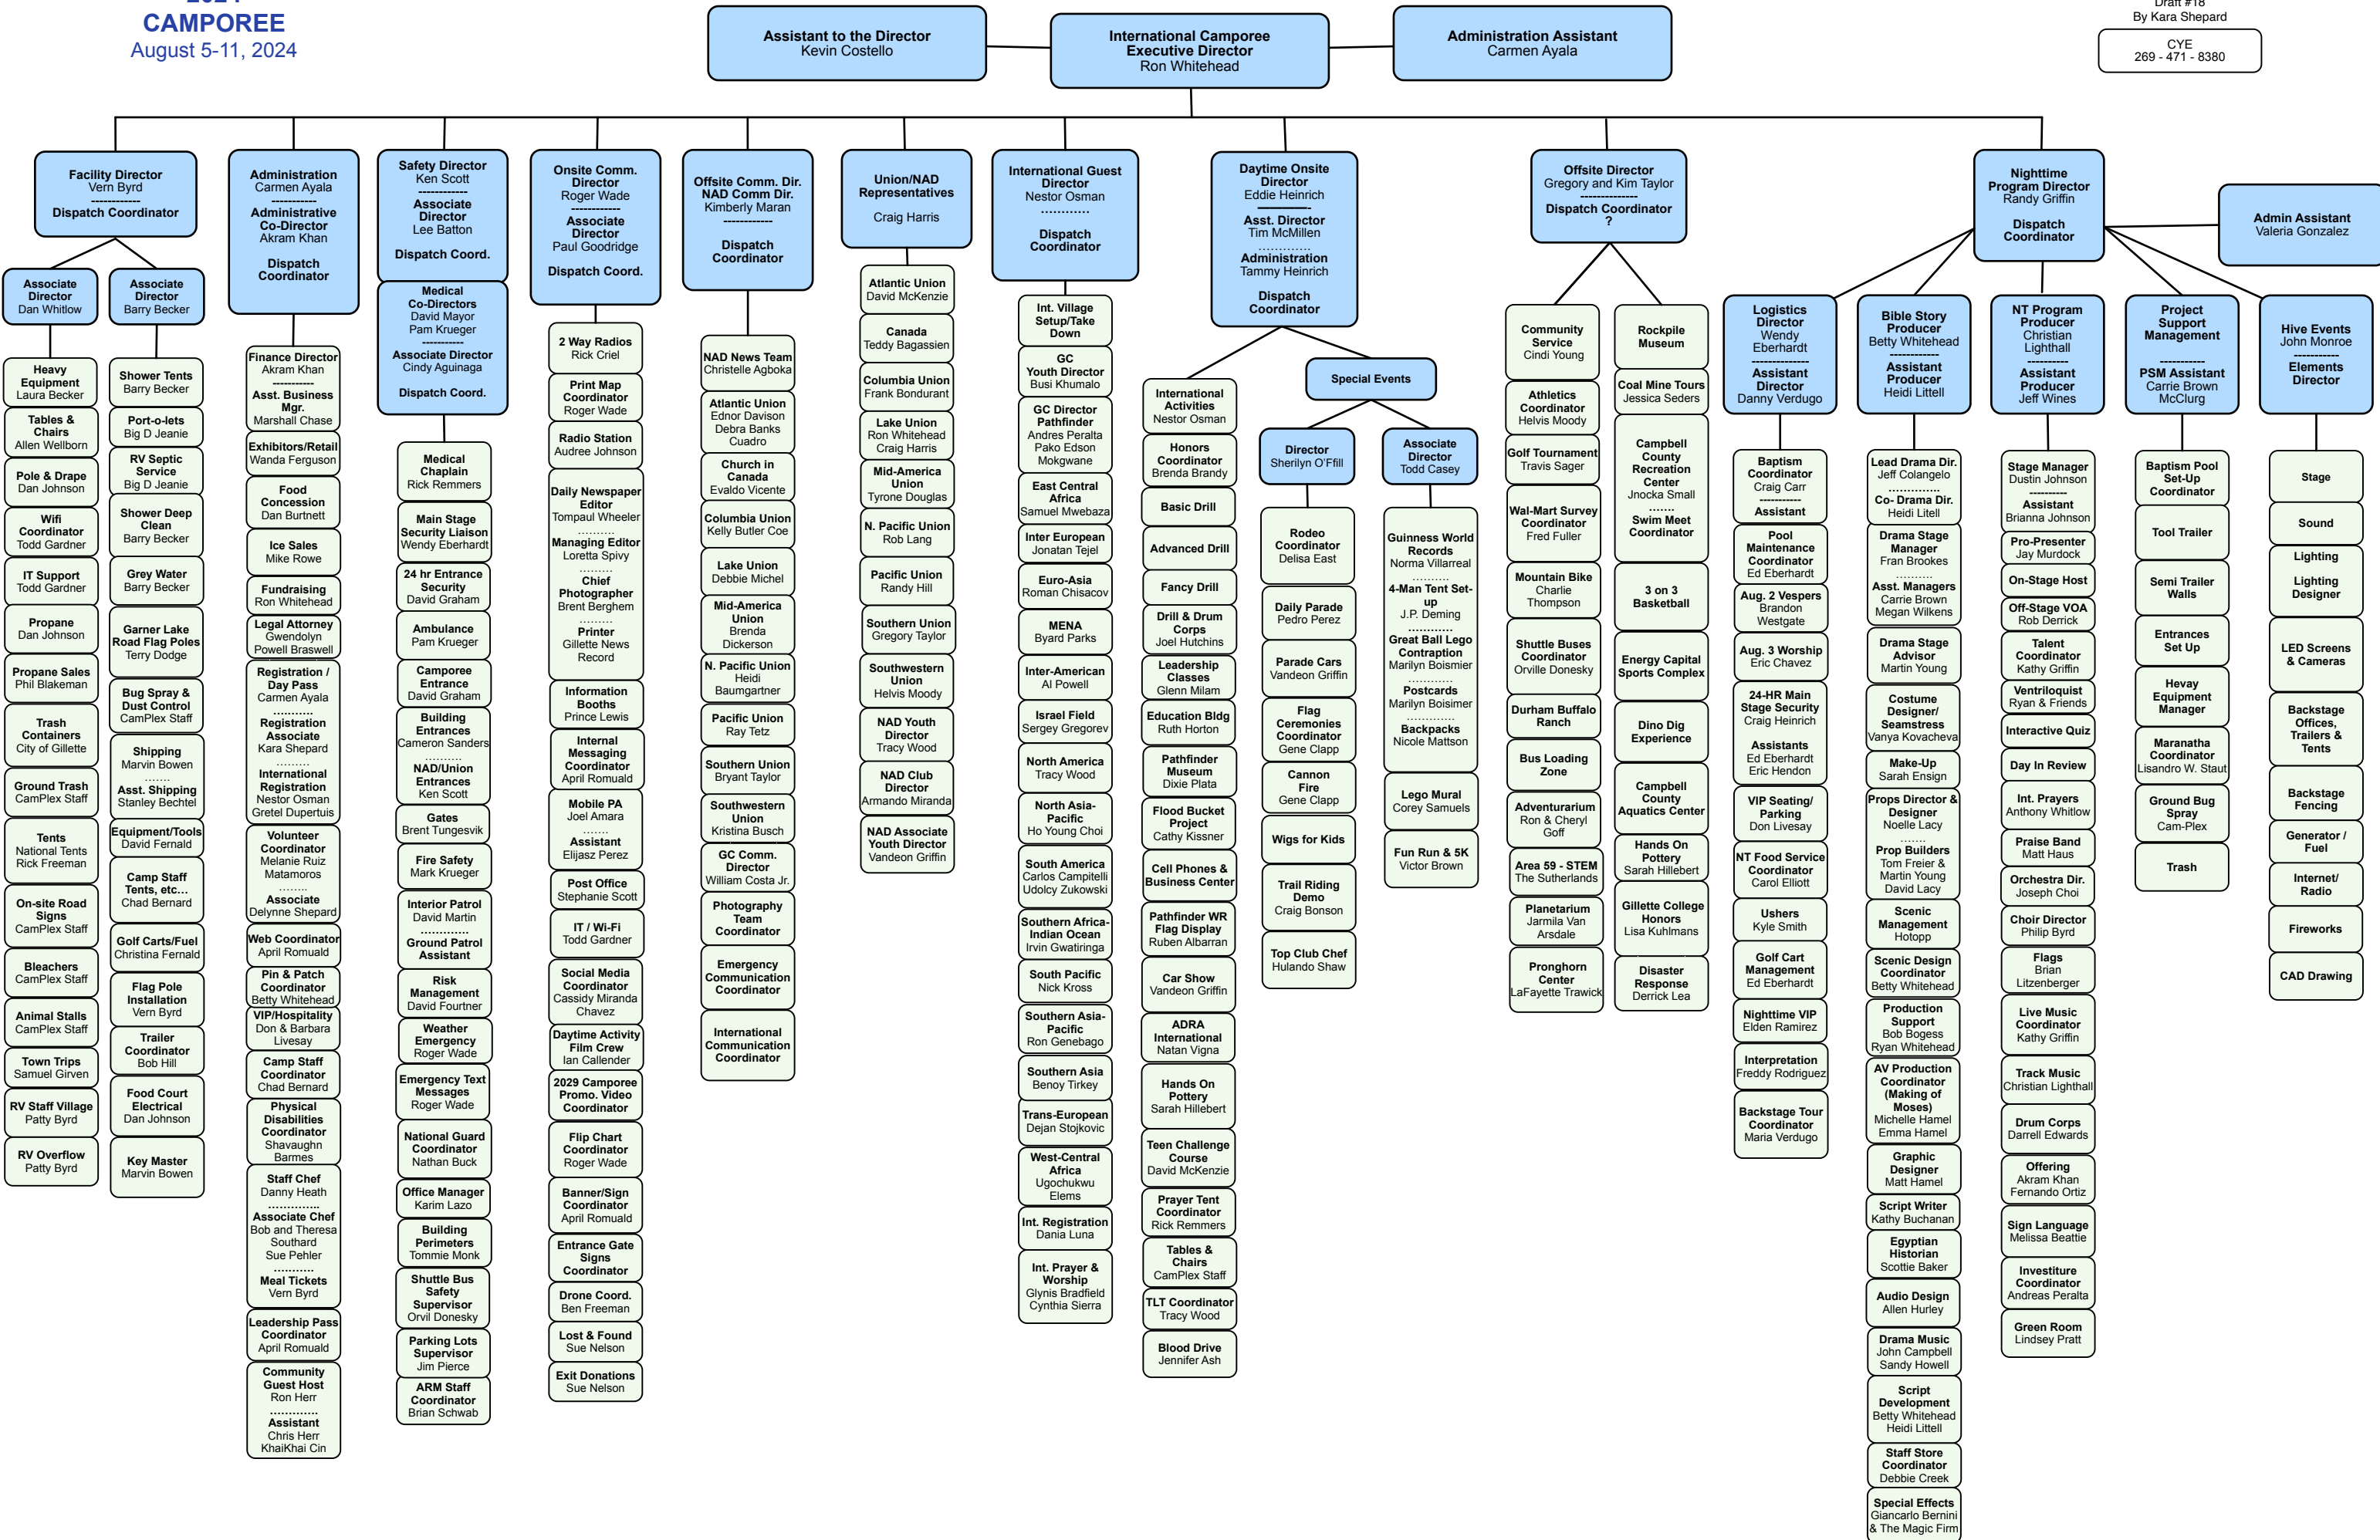 2024
CAMPOREE
August 5-11, 2024
Draft #18
By Kara Shepard
CYE
269 - 471 - 8380
Assistant to the Director
Kevin Costello
International Camporee
Executive Director
Ron Whitehead
Administration Assistant
Carmen Ayala
Facility Director
Vern Byrd
------------
Dispatch Coordinator
Associate
Director
Dan Whitlow
Heavy
Equipment
Laura Becker
Tables &
Chairs
Allen Wellborn
Pole & Drape
Dan Johnson
Wifi
Coordinator
Todd Gardner
IT Support
Todd Gardner
Propane
Dan Johnson
Propane Sales
Phil Blakeman
Trash
Containers
City of Gillette
Ground Trash
CamPlex Staff
Tents
National Tents
Rick Freeman
On-site Road
Signs
CamPlex Staff
Bleachers
CamPlex Staff
Animal Stalls
CamPlex Staff
Town Trips
Samuel Girven
RV Staff Village
Patty Byrd
RV Overflow
Patty Byrd
Associate
Director
Barry Becker
Shower Tents
Barry Becker
Port-o-lets
Big D Jeanie
RV Septic
Service
Big D Jeanie
Shower Deep
Clean
Barry Becker
Grey Water
Barry Becker
Garner Lake
Road Flag Poles
Terry Dodge
Bug Spray &
Dust Control
CamPlex Staff
Shipping
Marvin Bowen
.......
Asst. Shipping
Stanley Bechtel
Equipment/Tools
David Fernald
Camp Staff
Tents, etc...
Chad Bernard
Golf Carts/Fuel
Christina Fernald
Flag Pole
Installation
Vern Byrd
Trailer
Coordinator
Bob Hill
Food Court
Electrical
Dan Johnson
Key Master
Marvin Bowen
Administration
Carmen Ayala
-----------
Administrative
Co-Director
Akram Khan
Dispatch
Coordinator
Finance Director
Akram Khan
-----------
Asst. Business
Mgr.
Marshall Chase
Exhibitors/Retail
Wanda Ferguson
Food
Concession
Dan Burtnett
Ice Sales
Mike Rowe
Fundraising
Ron Whitehead
Legal Attorney
Gwendolyn
Powell Braswell
Registration /
Day Pass
Carmen Ayala
...........
Registration
Associate
Kara Shepard
.........
International
Registration
Nestor Osman
Gretel Dupertuis
Volunteer
Coordinator
Melanie Ruiz
Matamoros
........
Associate
Delynne Shepard
Web Coordinator
April Romuald
Pin & Patch
Coordinator
Betty Whitehead
VIP/Hospitality
Don & Barbara
Livesay
Camp Staff
Coordinator
Chad Bernard
Physical
Disabilities
Coordinator
Shavaughn
Barmes
Staff Chef
Danny Heath
.............
Associate Chef
Bob and Theresa
Southard
Sue Pehler
...........
Meal Tickets
Vern Byrd
Leadership Pass
Coordinator
April Romuald
Community
Guest Host
Ron Herr
.............
Assistant
Chris Herr
KhaiKhai Cin
Safety Director
Ken Scott
------------
Associate
Director
Lee Batton
Dispatch Coord.
Medical
Co-Directors
David Mayor
Pam Krueger
-----------
Associate Director
Cindy Aguinaga
Dispatch Coord.
Medical
Chaplain
Rick Remmers
Main Stage
Security Liaison
Wendy Eberhardt
24 hr Entrance
Security
David Graham
Ambulance
Pam Krueger
Camporee
Entrance
David Graham
Building
Entrances
Cameron Sanders
..........
NAD/Union
Entrances
Ken Scott
Gates
Brent Tungesvik
Fire Safety
Mark Krueger
Interior Patrol
David Martin
.............
Ground Patrol
Assistant
Risk
Management
David Fourtner
Weather
Emergency
Roger Wade
Emergency Text
Messages
Roger Wade
National Guard
Coordinator
Nathan Buck
Office Manager
Karim Lazo
Building
Perimeters
Tommie Monk
Shuttle Bus
Safety
Supervisor
Orvil Donesky
Parking Lots
Supervisor
Jim Pierce
ARM Staff
Coordinator
Brian Schwab
Onsite Comm.
Director
Roger Wade
------------
Associate
Director
Paul Goodridge
Dispatch Coord.
2 Way Radios
Rick Criel
Print Map
Coordinator
Roger Wade
Radio Station
Audree Johnson
Daily Newspaper
Editor
Tompaul Wheeler
..........
Managing Editor
Loretta Spivy
.........
Chief
Photographer
Brent Berghem
.........
Printer
Gillette News
Record
Information
Booths
Prince Lewis
Internal
Messaging
Coordinator
April Romuald
Mobile PA
Joel Amara
.......
Assistant
Elijasz Perez
Post Office
Stephanie Scott
IT / Wi-Fi
Todd Gardner
Social Media
Coordinator
Cassidy Miranda
Chavez
Daytime Activity
Film Crew
Ian Callender
2029 Camporee
Promo. Video
Coordinator
Flip Chart
Coordinator
Roger Wade
Banner/Sign
Coordinator
April Romuald
Entrance Gate
Signs
Coordinator
Drone Coord.
Ben Freeman
Lost & Found
Sue Nelson
Exit Donations
Sue Nelson
Offsite Comm. Dir.
NAD Comm Dir.
Kimberly Maran
------------
Dispatch
Coordinator
NAD News Team
Christelle Agboka
Atlantic Union
Ednor Davison
Debra Banks
Cuadro
Church in
Canada
Evaldo Vicente
Columbia Union
Kelly Butler Coe
Lake Union
Debbie Michel
Mid-America
Union
Brenda
Dickerson
N. Pacific Union
Heidi
Baumgartner
Pacific Union
Ray Tetz
Southern Union
Bryant Taylor
Southwestern
Union
Kristina Busch
GC Comm.
Director
William Costa Jr.
Photography
Team
Coordinator
Emergency
Communication
Coordinator
International
Communication
Coordinator
Union/NAD
Representatives
Craig Harris
Atlantic Union
David McKenzie
Canada
Teddy Bagassien
Columbia Union
Frank Bondurant
Lake Union
Ron Whitehead
Craig Harris
Mid-America
Union
Tyrone Douglas
N. Pacific Union
Rob Lang
Pacific Union
Randy Hill
Southern Union
Gregory Taylor
Southwestern
Union
Helvis Moody
NAD Youth
Director
Tracy Wood
NAD Club
Director
Armando Miranda
NAD Associate
Youth Director
Vandeon Griffin
International Guest
Director
Nestor Osman
............
Dispatch
Coordinator
Int. Village
Setup/Take
Down
GC
Youth Director
Busi Khumalo
GC Director
Pathfinder
Andres Peralta
Pako Edson
Mokgwane
East Central
Africa
Samuel Mwebaza
Inter European
Jonatan Tejel
Euro-Asia
Roman Chisacov
MENA
Byard Parks
Inter-American
Al Powell
Israel Field
Sergey Gregorev
North America
Tracy Wood
North Asia-
Pacific
Ho Young Choi
South America
Carlos Campitelli
Udolcy Zukowski
Southern Africa-
Indian Ocean
Irvin Gwatiringa
South Pacific
Nick Kross
Southern Asia-
Pacific
Ron Genebago
Southern Asia
Benoy Tirkey
Trans-European
Dejan Stojkovic
West-Central
Africa
Ugochukwu
Elems
Int. Registration
Dania Luna
Int. Prayer &
Worship
Glynis Bradfield
Cynthia Sierra
Daytime Onsite
Director
Eddie Heinrich
-----------
Asst. Director
Tim McMillen
.............
Administration
Tammy Heinrich
Dispatch
Coordinator
International
Activities
Nestor Osman
Honors
Coordinator
Brenda Brandy
Basic Drill
Advanced Drill
Fancy Drill
Drill & Drum
Corps
Joel Hutchins
Leadership
Classes
Glenn Milam
Education Bldg
Ruth Horton
Pathfinder
Museum
Dixie Plata
Flood Bucket
Project
Cathy Kissner
Cell Phones &
Business Center
Pathfinder WR
Flag Display
Ruben Albarran
Car Show
Vandeon Griffin
ADRA
International
Natan Vigna
Hands On
Pottery
Sarah Hillebert
Teen Challenge
Course
David McKenzie
Prayer Tent
Coordinator
Rick Remmers
Tables &
Chairs
CamPlex Staff
TLT Coordinator
Tracy Wood
Blood Drive
Jennifer Ash
Special Events
Director
Sherilyn O'Ffill
Rodeo
Coordinator
Delisa East
Daily Parade
Pedro Perez
Parade Cars
Vandeon Griffin
Flag
Ceremonies
Coordinator
Gene Clapp
Cannon
Fire
Gene Clapp
Wigs for Kids
Trail Riding
Demo
Craig Bonson
Top Club Chef
Hulando Shaw
Associate
Director
Todd Casey
Guinness World
Records
Norma Villarreal
..........
4-Man Tent Set-
up
J.P. Deming
............
Great Ball Lego
Contraption
Marilyn Boismier
............
Postcards
Marilyn Boisimer
.............
Backpacks
Nicole Mattson
Lego Mural
Corey Samuels
Fun Run & 5K
Victor Brown
Offsite Director
Gregory and Kim Taylor
--------------
Dispatch Coordinator
?
Community
Service
Cindi Young
Athletics
Coordinator
Helvis Moody
Golf Tournament
Travis Sager
Wal-Mart Survey
Coordinator
Fred Fuller
Mountain Bike
Charlie
Thompson
Shuttle Buses
Coordinator
Orville Donesky
Durham Buffalo
Ranch
Bus Loading
Zone
Adventurarium
Ron & Cheryl
Goff
Area 59 - STEM
The Sutherlands
Planetarium
Jarmila Van
Arsdale
Pronghorn
Center
LaFayette Trawick
Rockpile
Museum
Coal Mine Tours
Jessica Seders
Campbell
County
Recreation
Center
Jnocka Small
.......
Swim Meet
Coordinator
3 on 3
Basketball
Energy Capital
Sports Complex
Dino Dig
Experience
Campbell
County
Aquatics Center
Hands On
Pottery
Sarah Hillebert
Gillette College
Honors
Lisa Kuhlmans
Disaster
Response
Derrick Lea
Nighttime
Program Director
Randy Griffin
Dispatch
Coordinator
Admin Assistant
Valeria Gonzalez
Logistics
Director
Wendy
Eberhardt
--------------
Assistant
Director
Danny Verdugo
Baptism
Coordinator
Craig Carr
-----------
Assistant
Pool
Maintenance
Coordinator
Ed Eberhardt
Aug. 2 Vespers
Brandon
Westgate
Aug. 3 Worship
Eric Chavez
24-HR Main
Stage Security
Craig Heinrich
Assistants
Ed Eberhardt
Eric Hendon
VIP Seating/
Parking
Don Livesay
NT Food Service
Coordinator
Carol Elliott
Ushers
Kyle Smith
Golf Cart
Management
Ed Eberhardt
Nighttime VIP
Elden Ramirez
Interpretation
Freddy Rodriguez
Backstage Tour
Coordinator
Maria Verdugo
Bible Story
Producer
Betty Whitehead
------------
Assistant
Producer
Heidi Littell
Lead Drama Dir.
Jeff Colangelo
.............
Co- Drama Dir.
Heidi Litell
Drama Stage
Manager
Fran Brookes
..........
Asst. Managers
Carrie Brown
Megan Wilkens
Drama Stage
Advisor
Martin Young
Costume
Designer/
Seamstress
Vanya Kovacheva
Make-Up
Sarah Ensign
Props Director &
Designer
Noelle Lacy
.......
Prop Builders
Tom Freier &
Martin Young
David Lacy
Scenic
Management
Hotopp
Scenic Design
Coordinator
Betty Whitehead
Production
Support
Bob Bogess
Ryan Whitehead
AV Production
Coordinator
(Making of
Moses)
Michelle Hamel
Emma Hamel
Graphic
Designer
Matt Hamel
Script Writer
Kathy Buchanan
Egyptian
Historian
Scottie Baker
Audio Design
Allen Hurley
Drama Music
John Campbell
Sandy Howell
Script
Development
Betty Whitehead
Heidi Littell
Staff Store
Coordinator
Debbie Creek
Special Effects
Giancarlo Bernini
& The Magic Firm
NT Program
Producer
Christian
Lighthall
----------
Assistant
Producer
Jeff Wines
Stage Manager
Dustin Johnson
----------
Assistant
Brianna Johnson
Pro-Presenter
Jay Murdock
On-Stage Host
Off-Stage VOA
Rob Derrick
Talent
Coordinator
Kathy Griffin
Ventriloquist
Ryan & Friends
Interactive Quiz
Day In Review
Int. Prayers
Anthony Whitlow
Praise Band
Matt Haus
Orchestra Dir.
Joseph Choi
Choir Director
Philip Byrd
Flags
Brian
Litzenberger
Live Music
Coordinator
Kathy Griffin
Track Music
Christian Lighthall
Drum Corps
Darrell Edwards
Offering
Akram Khan
Fernando Ortiz
Sign Language
Melissa Beattie
Investiture
Coordinator
Andreas Peralta
Green Room
Lindsey Pratt
Project
Support
Management
-----------
PSM Assistant
Carrie Brown
McClurg
Baptism Pool
Set-Up
Coordinator
Tool Trailer
Semi Trailer
Walls
Entrances
Set Up
Hevay
Equipment
Manager
Maranatha
Coordinator
Lisandro W. Staut
Ground Bug
Spray
Cam-Plex
Trash
Hive Events
John Monroe
-----------
Elements
Director
Stage
Sound
Lighting
Lighting
Designer
LED Screens
& Cameras
Backstage
Offices,
Trailers &
Tents
Backstage
Fencing
Generator /
Fuel
Internet/
Radio
Fireworks
CAD Drawing